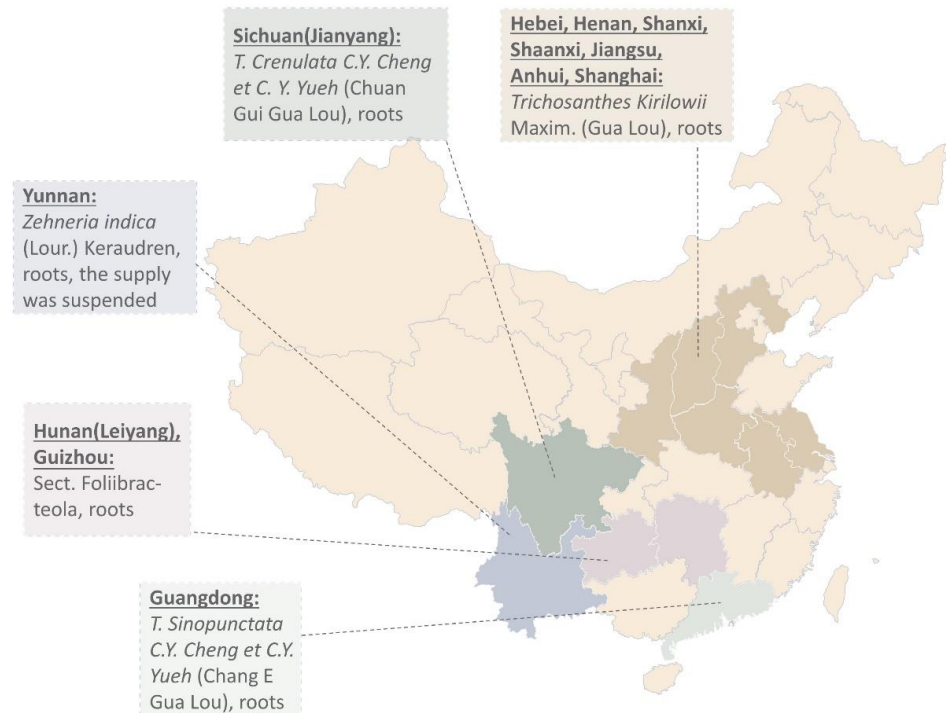 Sichuan(Jianyang):
T. Crenulata C.Y. Cheng
et C. Y. Yueh (Chuan
Gui Gua Lou), roots
Hebei, Henan, Shanxi,
Shaanxi, Jiangsu,
Anhui, Shanghai:
Trichosanthes Kirilowii
Maxim. (Gua Lou), roots
Yunnan:
Zehneria indica
(Lour.) Keraudren,
roots, the supply
was suspended
Hunan(Leiyang),
Guizhou:
Sect. Foliibrac-
teola, roots
Guangdong:
T. Sinopunctata
C.Y. Cheng et C.Y.
Yueh (Chang E
Gua Lou), roots